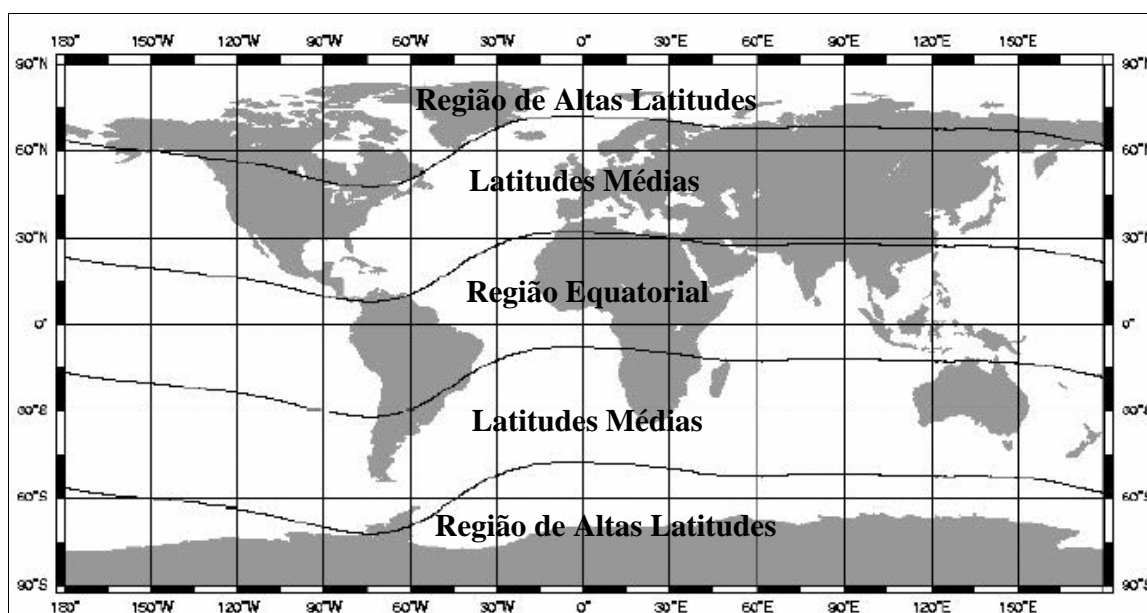 180° 150°W 120°W 90°W 60°W 30°W 0° 30°E 60°E 90°E 120°E 150°E
90°N 90°N
Região de Altas Latitudes
60°N 60°N
Latitudes Médias
30°N 30°N
Região Equatorial
0° 0°
30°S 30°S
Latitudes Médias
60°S 60°S
Região de Altas Latitudes
90°S 90°S
180° 150°W 120°W 90°W 60°W 30°W 0° 30°E 60°E 90°E 120°E 150°E